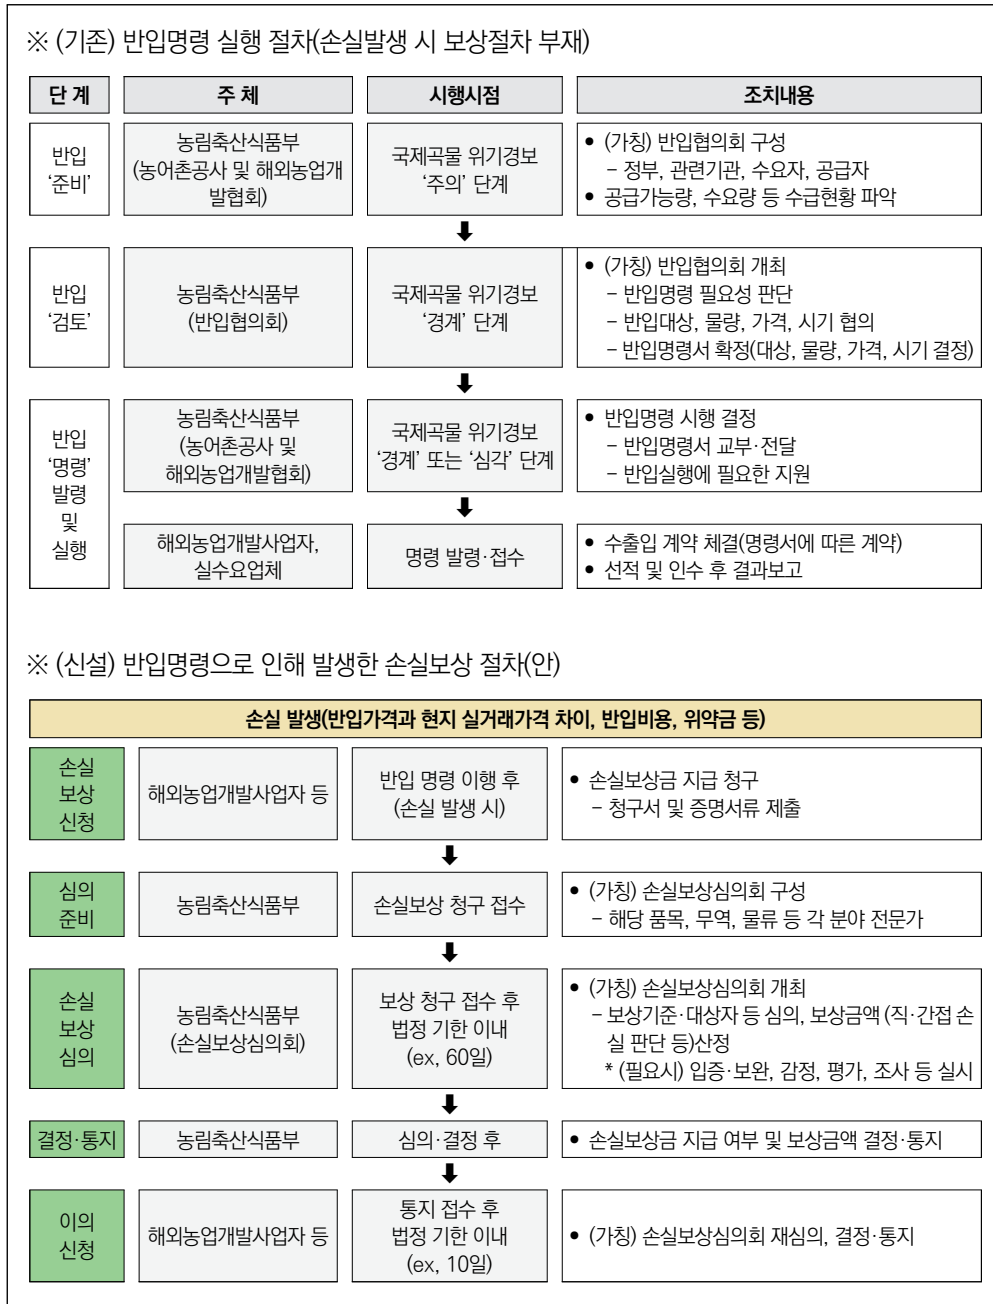 ※ (기존) 반입명령 실행 절차(손실발생 시 보상절차 부재)
단 계
주 체
시행시점
조치내용
반입
‘준비’
농림축산식품부
(농어촌공사 및 해외농업개
발협회)
국제곡물 위기경보
‘주의’ 단계
• (가칭) 반입협의회 구성
– 정부, 관련기관, 수요자, 공급자
• 공급가능량, 수요량 등 수급현황 파악
반입
‘검토’
농림축산식품부
(반입협의회)
국제곡물 위기경보
‘경계’ 단계
• (가칭) 반입협의회 개최
– 반입명령 필요성 판단
– 반입대상, 물량, 가격, 시기 협의
– 반입명령서 확정(대상, 물량, 가격, 시기 결정)
반입
‘명령’
발령
및
실행
농림축산식품부
(농어촌공사 및
해외농업개발협회)
국제곡물 위기경보
‘경계’ 또는 ‘심각’ 단계
• 반입명령 시행 결정
– 반입명령서 교부·전달
– 반입실행에 필요한 지원
해외농업개발사업자,
실수요업체
명령 발령·접수
• 수출입 계약 체결(명령서에 따른 계약)
• 선적 및 인수 후 결과보고
※ (신설) 반입명령으로 인해 발생한 손실보상 절차(안)
손실 발생(반입가격과 현지 실거래가격 차이, 반입비용, 위약금 등)
손실
보상
신청
해외농업개발사업자 등
반입 명령 이행 후
(손실 발생 시)
• 손실보상금 지급 청구
– 청구서 및 증명서류 제출
심의
준비
농림축산식품부
손실보상 청구 접수
• (가칭) 손실보상심의회 구성
– 해당 품목, 무역, 물류 등 각 분야 전문가
손실
보상
심의
농림축산식품부
(손실보상심의회)
보상 청구 접수 후
법정 기한 이내
(ex, 60일)
• (가칭) 손실보상심의회 개최
– 보상기준·대상자 등 심의, 보상금액 (직·간접 손
실 판단 등)산정
* (필요시) 입증·보완, 감정, 평가, 조사 등 실시
결정·통지
농림축산식품부
심의·결정 후
• 손실보상금 지급 여부 및 보상금액 결정·통지
이의
신청
해외농업개발사업자 등
통지 접수 후
법정 기한 이내
(ex, 10일)
• (가칭) 손실보상심의회 재심의, 결정·통지